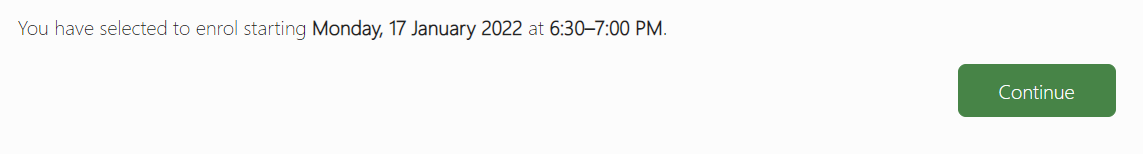 You have selected to enrol starting Monday, 17 January 2022 at 6:30–7:00 PM.
Continue